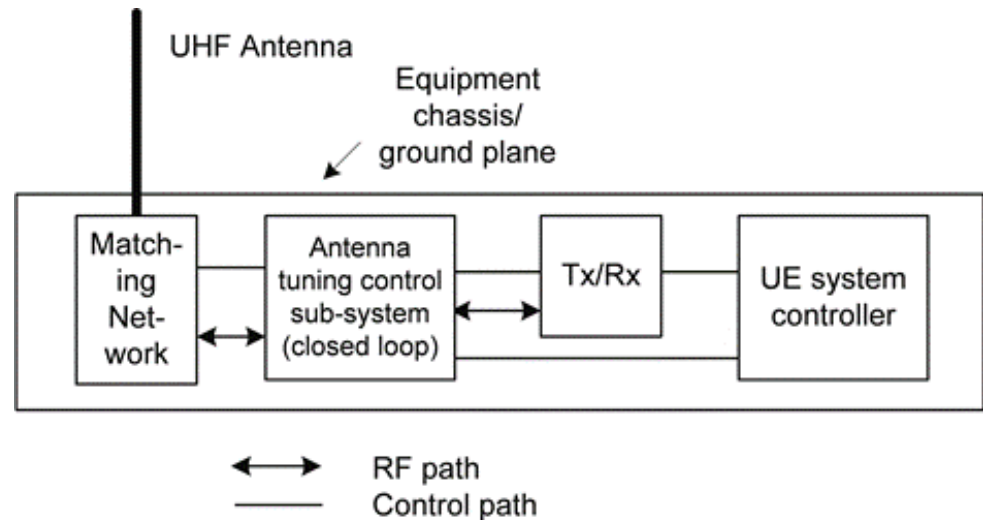 UHF Antenna
Equipment
chassis/
ground plane
Match-
ing
Net-
work
Antenna
tuning control
sub-system
(closed loop)
Tx/Rx
UE system
controller
RF path
Control path